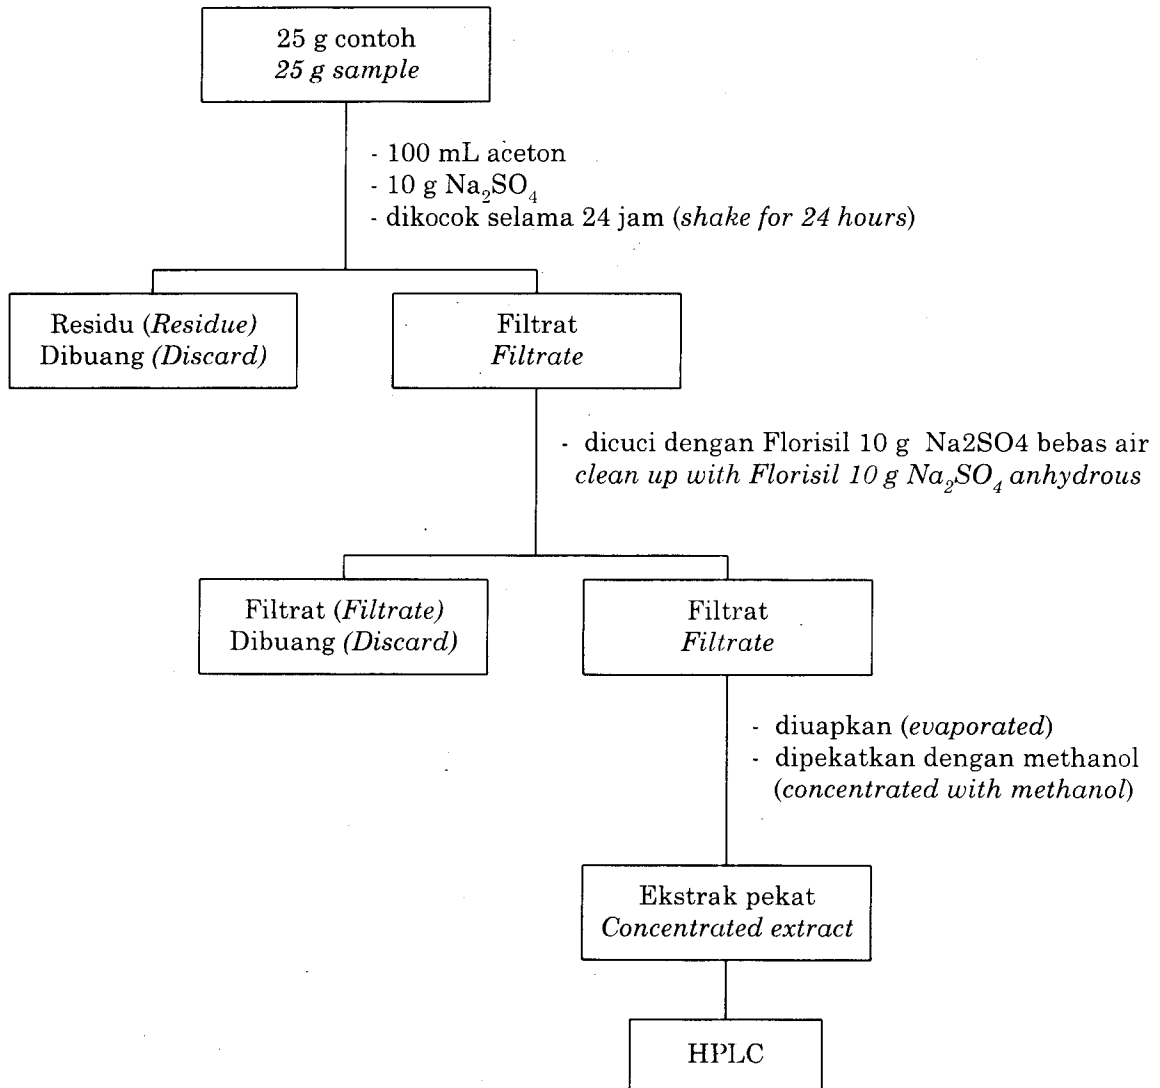 25 g contoh
25 g sample
- 100 mL aceton
- 10 g Na₂SO₄
- dikocok selama 24 jam (shake for 24 hours)
Residu (Residue)
Dibuang (Discard)
Filtrat
Filtrate
- dicuci dengan Florisil 10 g Na2SO4 bebas air
clean up with Florisil 10 g Na₂SO₄ anhydrous
Filtrat (Filtrate)
Dibuang (Discard)
Filtrat
Filtrate
- diuapkan (evaporated)
- dipekatkan dengan methanol
(concentrated with methanol)
Ekstrak pekat
Concentrated extract
HPLC